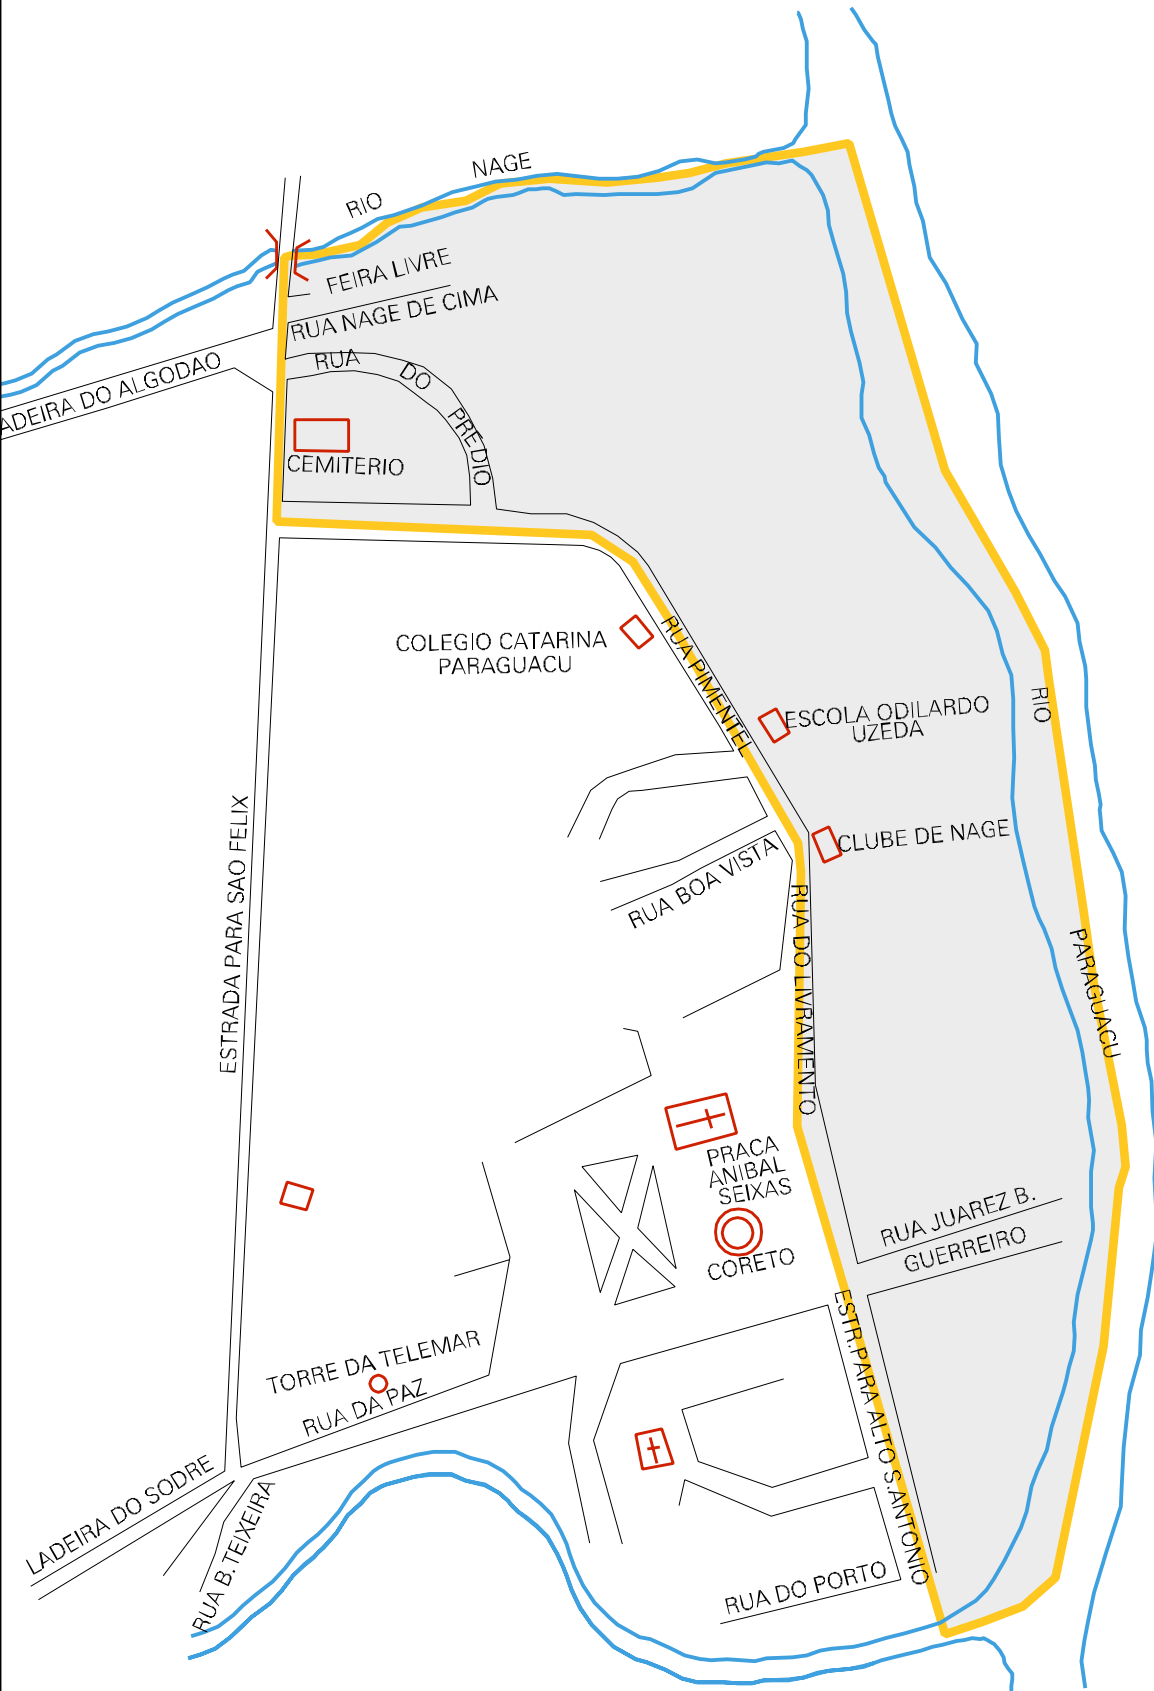 NAGE
RIO
FEIRA LIVRE
RUA NAGE DE CIMA
RUA DO PREDIO
ADEIRA DO ALGODAO
CEMITERIO
COLEGIO CATARINA
PARAGUACU
RUA PIMENTEL
RIO
ESCOLA ODILARDO
UZEDA
CLUBE DE NAGE
ESTRADA PARA SAO FELIX
RUA BOA VISTA
RUA DO LIVRAMENTO
PARAGUACU
PRACA
ANIBAL
SEIXAS
RUA JUAREZ B.
GUERREIRO
CORETO
ESTR.PARA ALTO S.ANTONIO
TORRE DA TELEMAR
RUA DA PAZ
LADEIRA DO SODRE
RUA B. TEIXEIRA
RUA DO PORTO